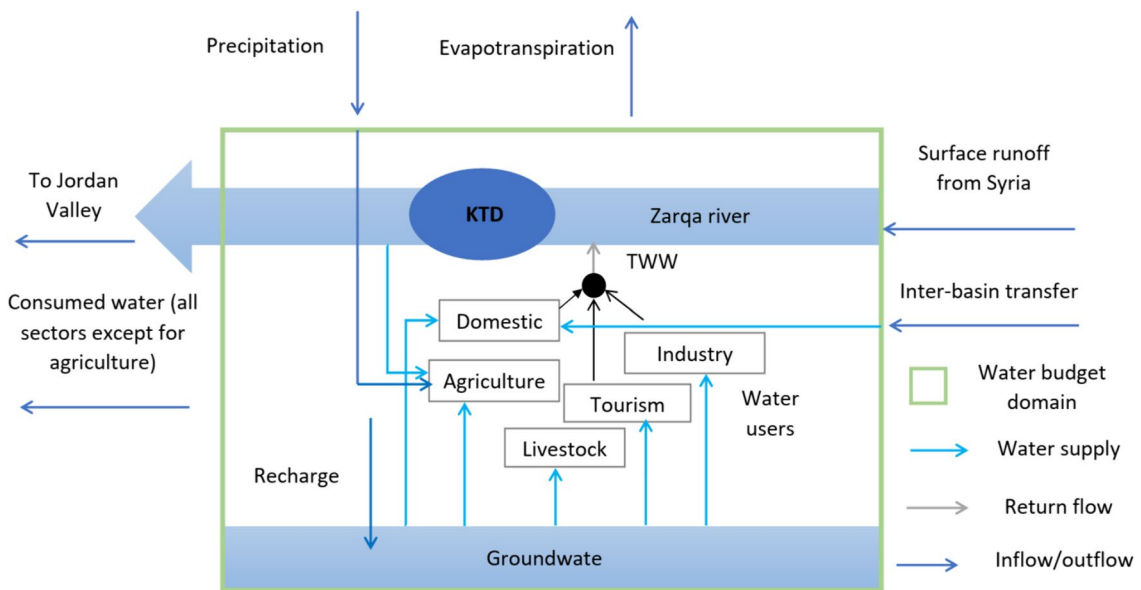 Precipitation
Evapotranspiration
To Jordan
Valley
KTD
Zarqa river
Surface runoff
from Syria
TWW
Consumed water (all
sectors except for
agriculture)
Inter-basin transfer
Domestic
Industry
Agriculture
Tourism
Water
users
Livestock
Recharge
Groundwate
Water budget
domain
Water supply
Return flow
Inflow/outflow